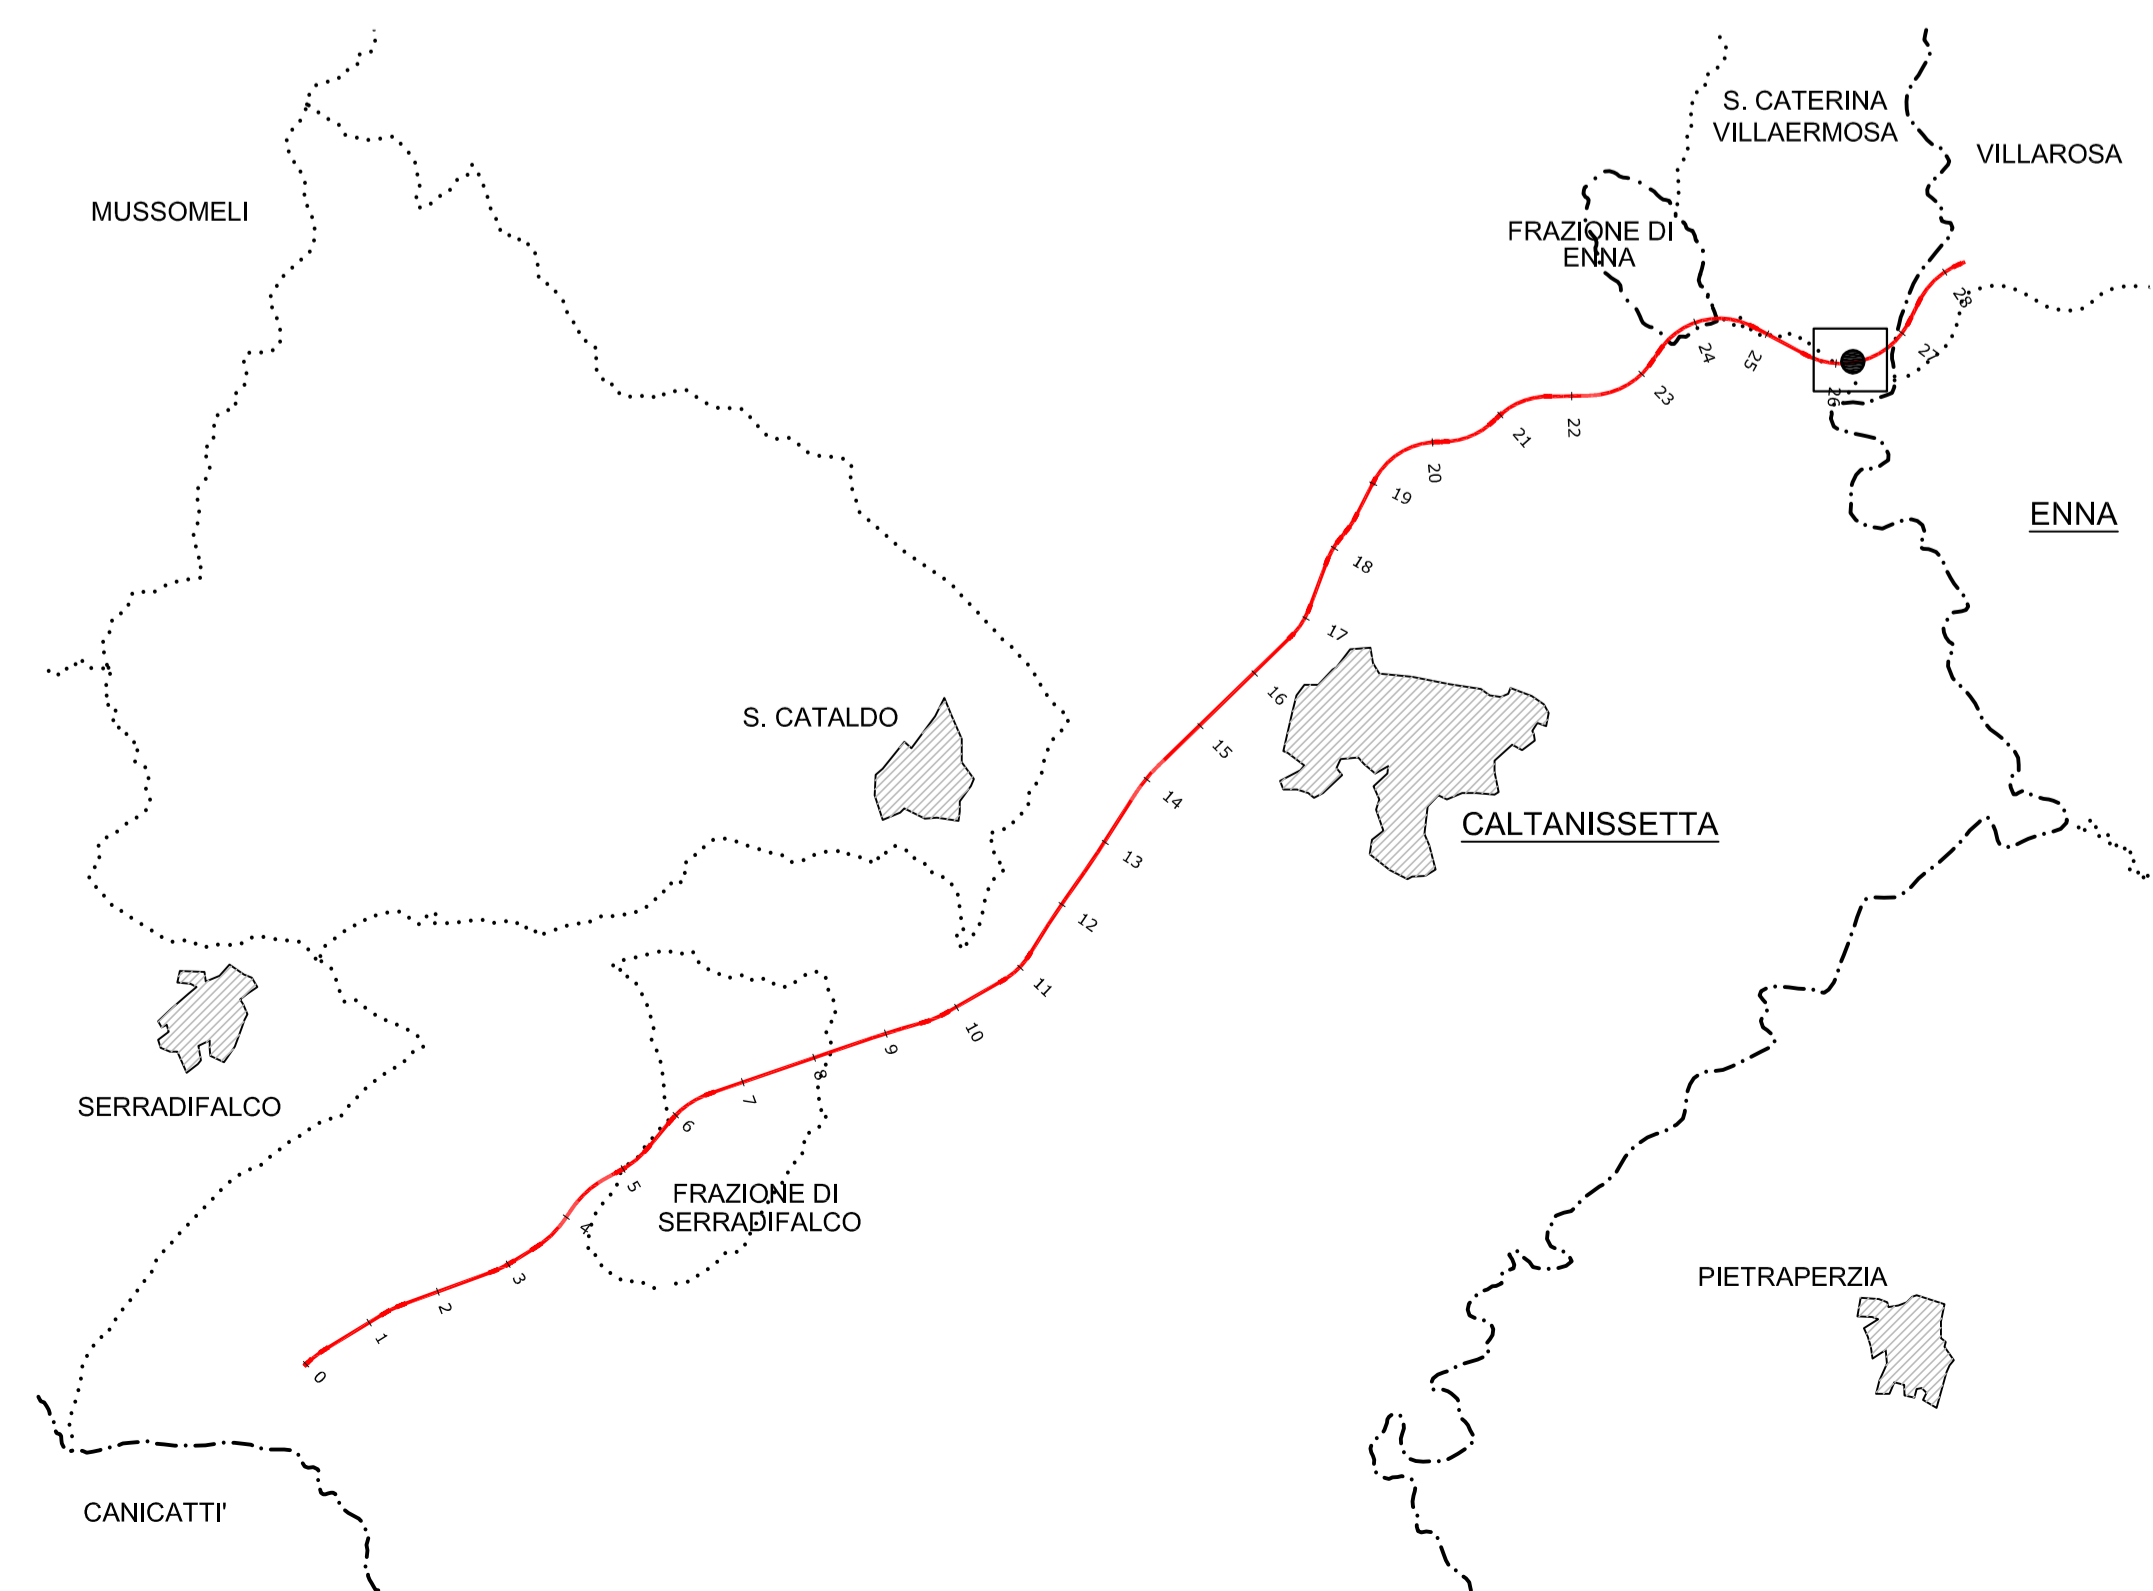 S. CATERINA
VILLAERMOSA
VILLAROSA
MUSSOMELI
FRAZIONE DI
ENNA
28
27
26
25
24
23
22
21
20
19
18
17
16
15
14
13
12
11
10
9
8
7
6
5
4
3
2
1
0
ENNA
S. CATALDO
CALTANISSETTA
SERRADIFALCO
FRAZIONE DI
SERRADIFALCO
PIETRAPERZIA
CANICATTI'